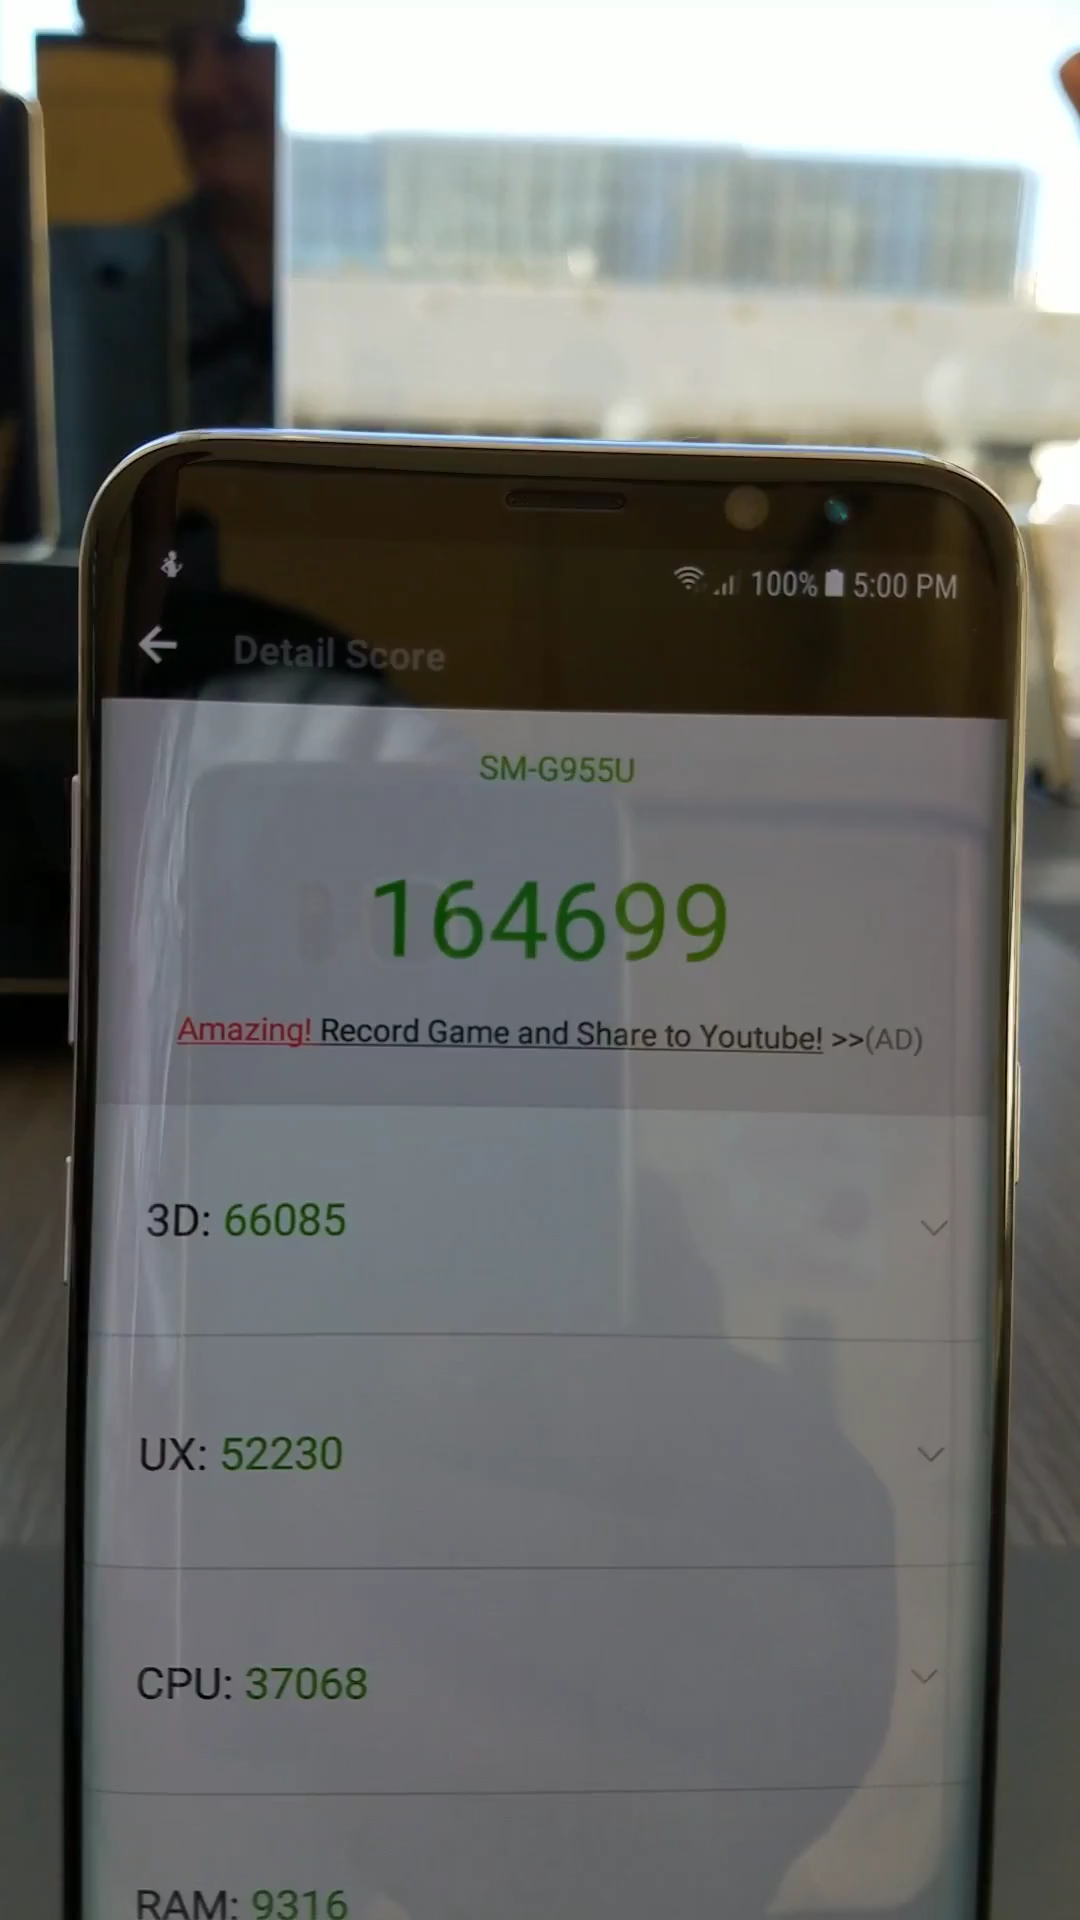 100% 5:00 PM
Detail Score
SM-G955U
164699
Amazing! Record Game and Share to Youtube! >>(AD)
3D: 66085
UX: 52230
CPU: 37068
RAM: 9316